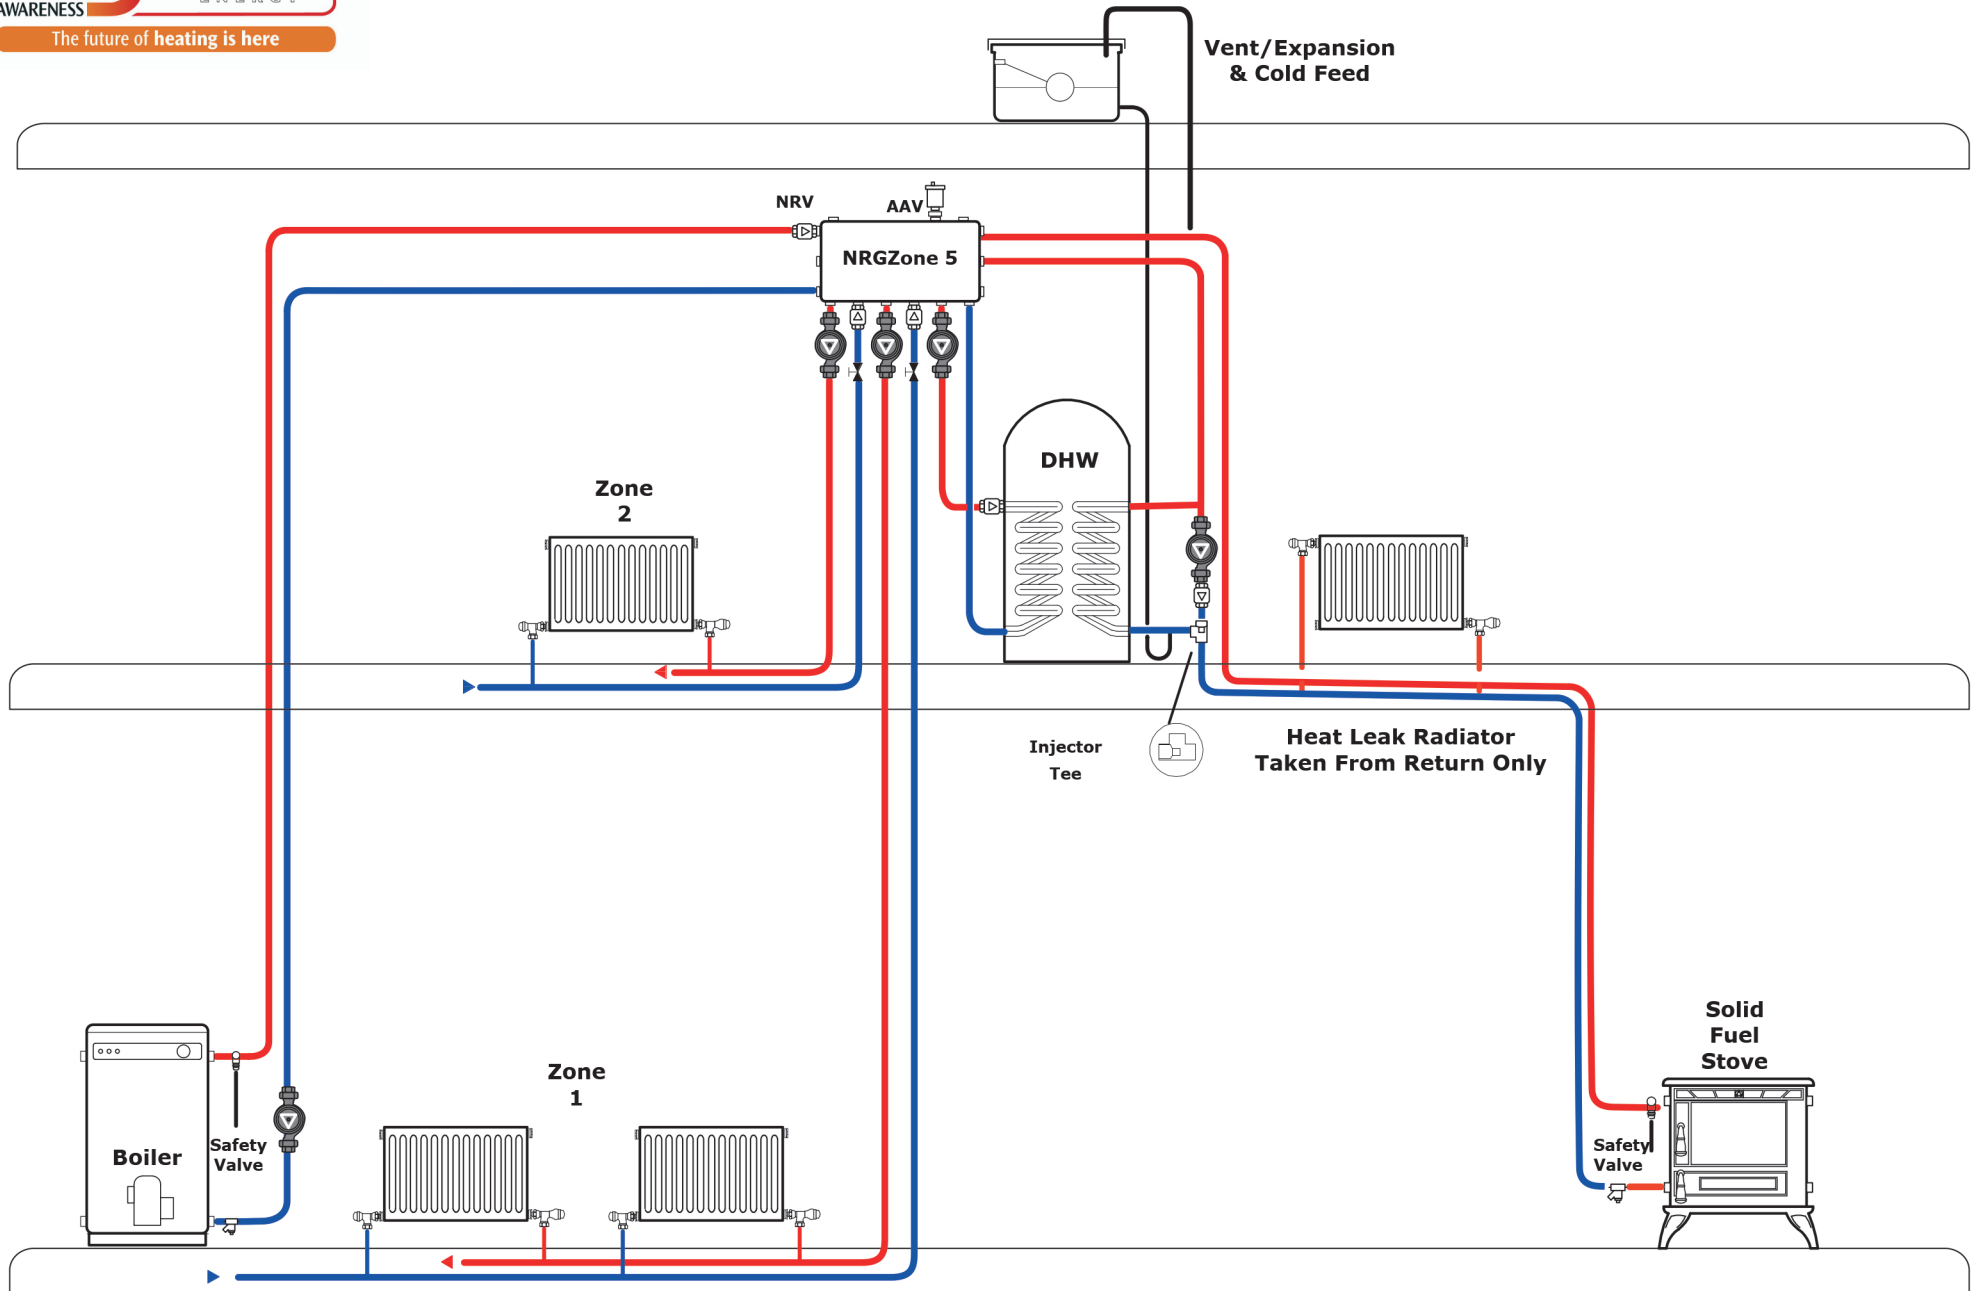 AWARENESS
ENERGY
The future of heating is here
Vent/Expansion
& Cold Feed
NRV
AAV
NRGZone 5
DHW
Zone
2
Injector
Tee
Heat Leak Radiator
Taken From Return Only
Solid
Fuel
Stove
Zone
1
Safety
Valve
Boiler
Safety
Valve